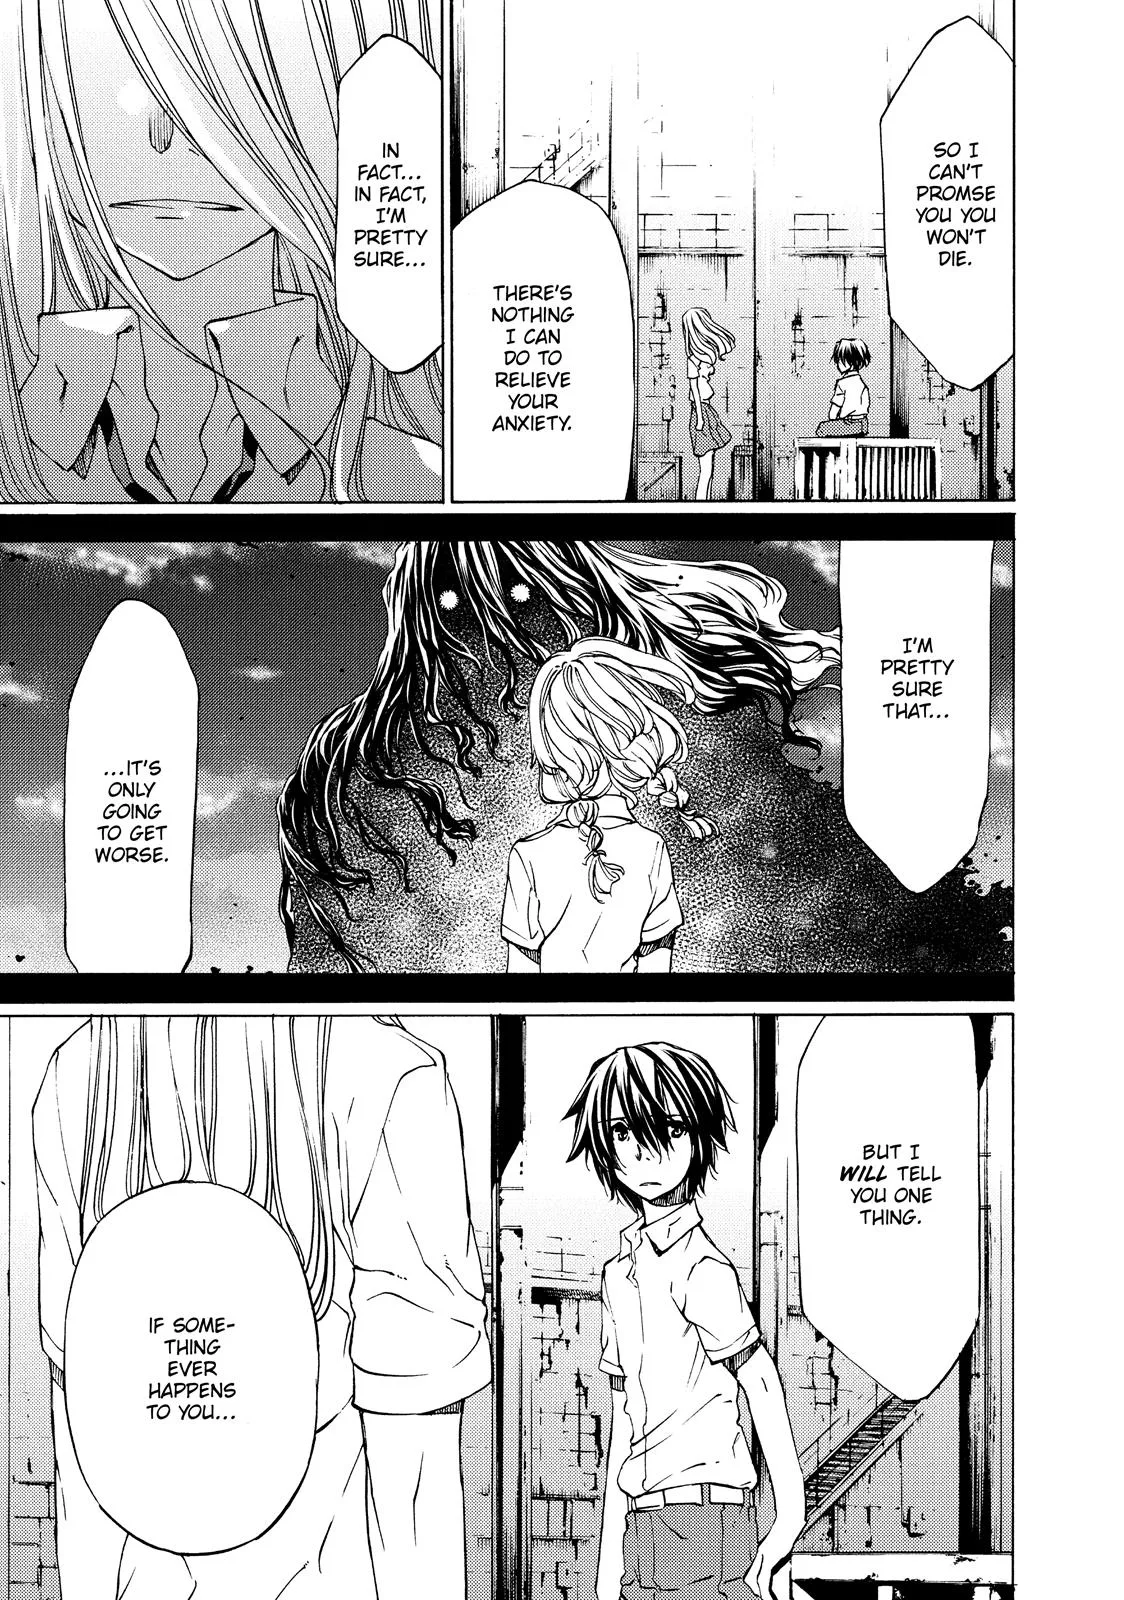 SO I
CAN'T
PROMSE
YOU YOU
WON'T
DIE.
THERE'S
NOTHING
I CAN
DO TO
RELIEVE
YOUR
ANXIETY.
IN
FACT...
IN FACT,
I'M
PRETTY
SURE...
I'M
PRETTY
SURE
THAT...
...IT'S
ONLY
GOING
TO GET
WORSE.
BUT I
WILL TELL
YOU ONE
THING.
IF SOME-
THING
EVER
HAPPENS
TO YOU...